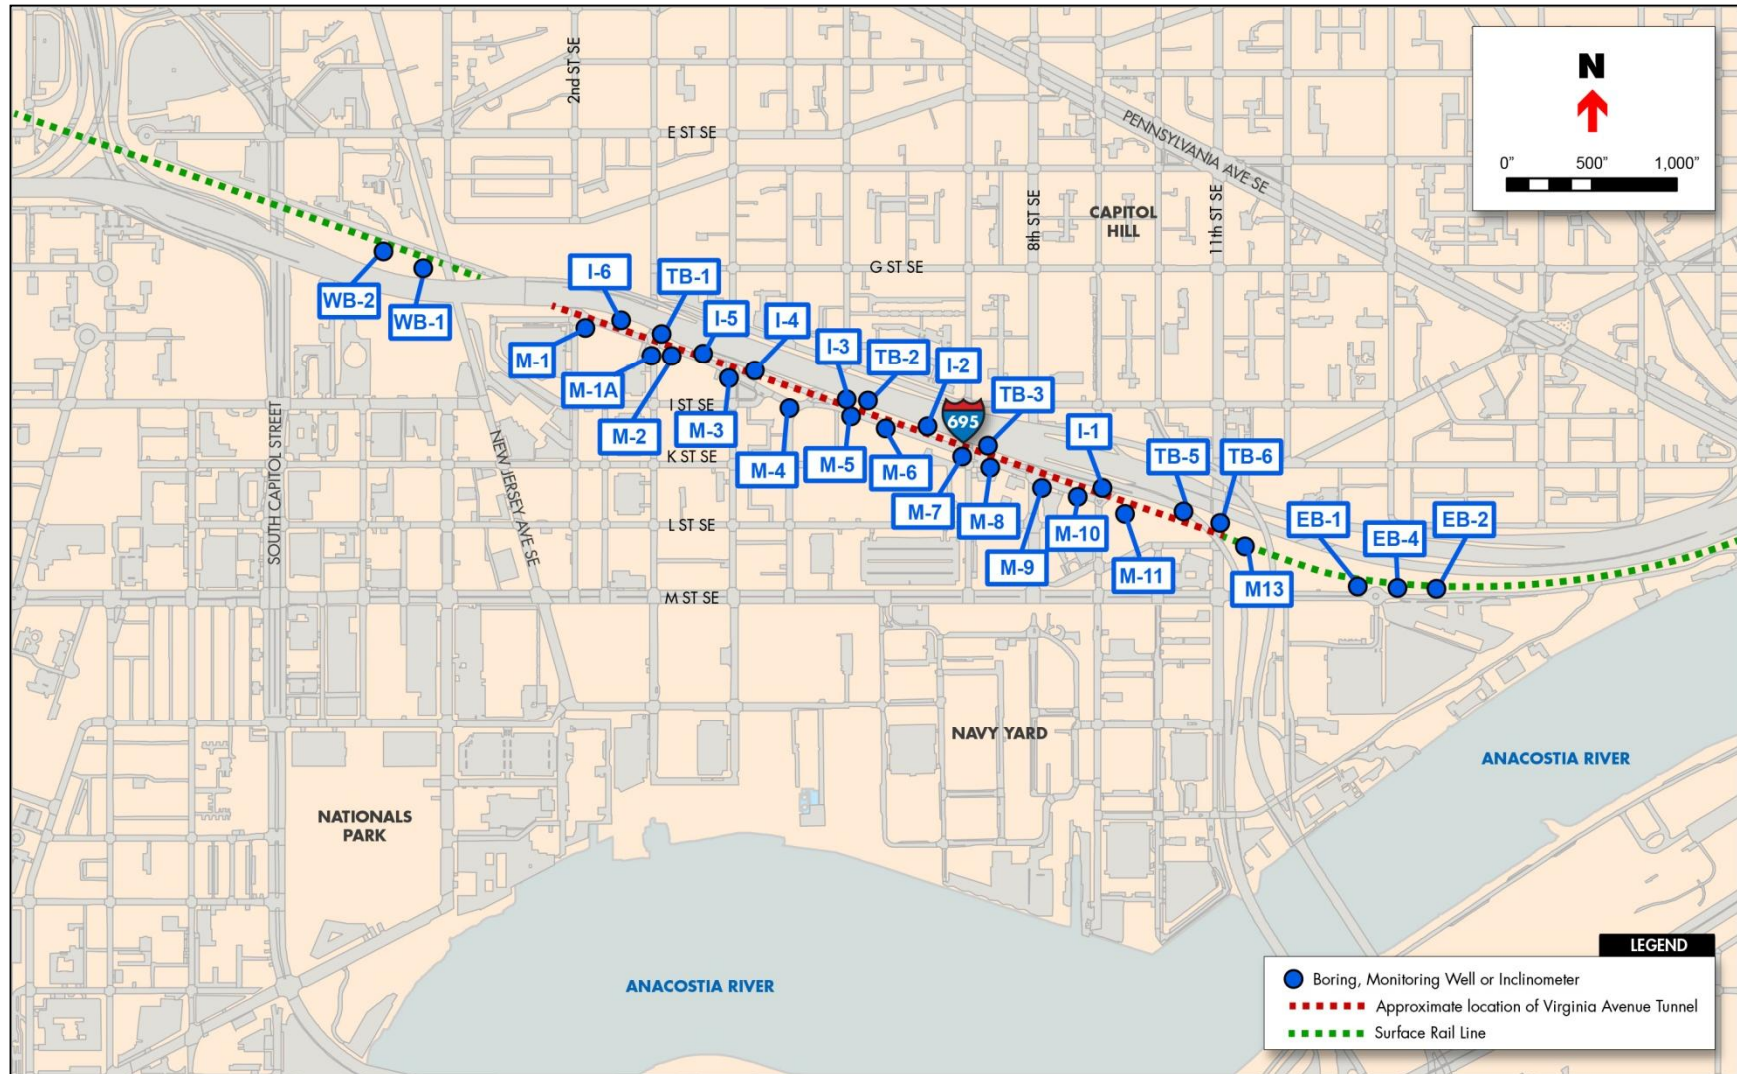 N
0" 500" 1,000"
2nd ST SE
E ST SE
PENNSYLVANIA AVE SE
8th ST SE
CAPITOL
HILL
11th ST SE
G ST SE
I-6
TB-1
WB-2
WB-1
I-5
I-4
M-1
I-3
TB-2
I-2
M-1A
I ST SE
TB-3
695
M-2
M-3
I-1
SOUTH CAPITOL STREET
NEW JERSEY AVE SE
K ST SE
M-4
M-5
M-6
TB-5
TB-6
M-7
M-8
L ST SE
M-10
EB-1
EB-4
EB-2
M-9
M-11
M13
M ST SE
NAVY YARD
ANACOSTIA RIVER
NATIONALS
PARK
ANACOSTIA RIVER
LEGEND
Boring, Monitoring Well or Inclinometer
Approximate location of Virginia Avenue Tunnel
Surface Rail Line